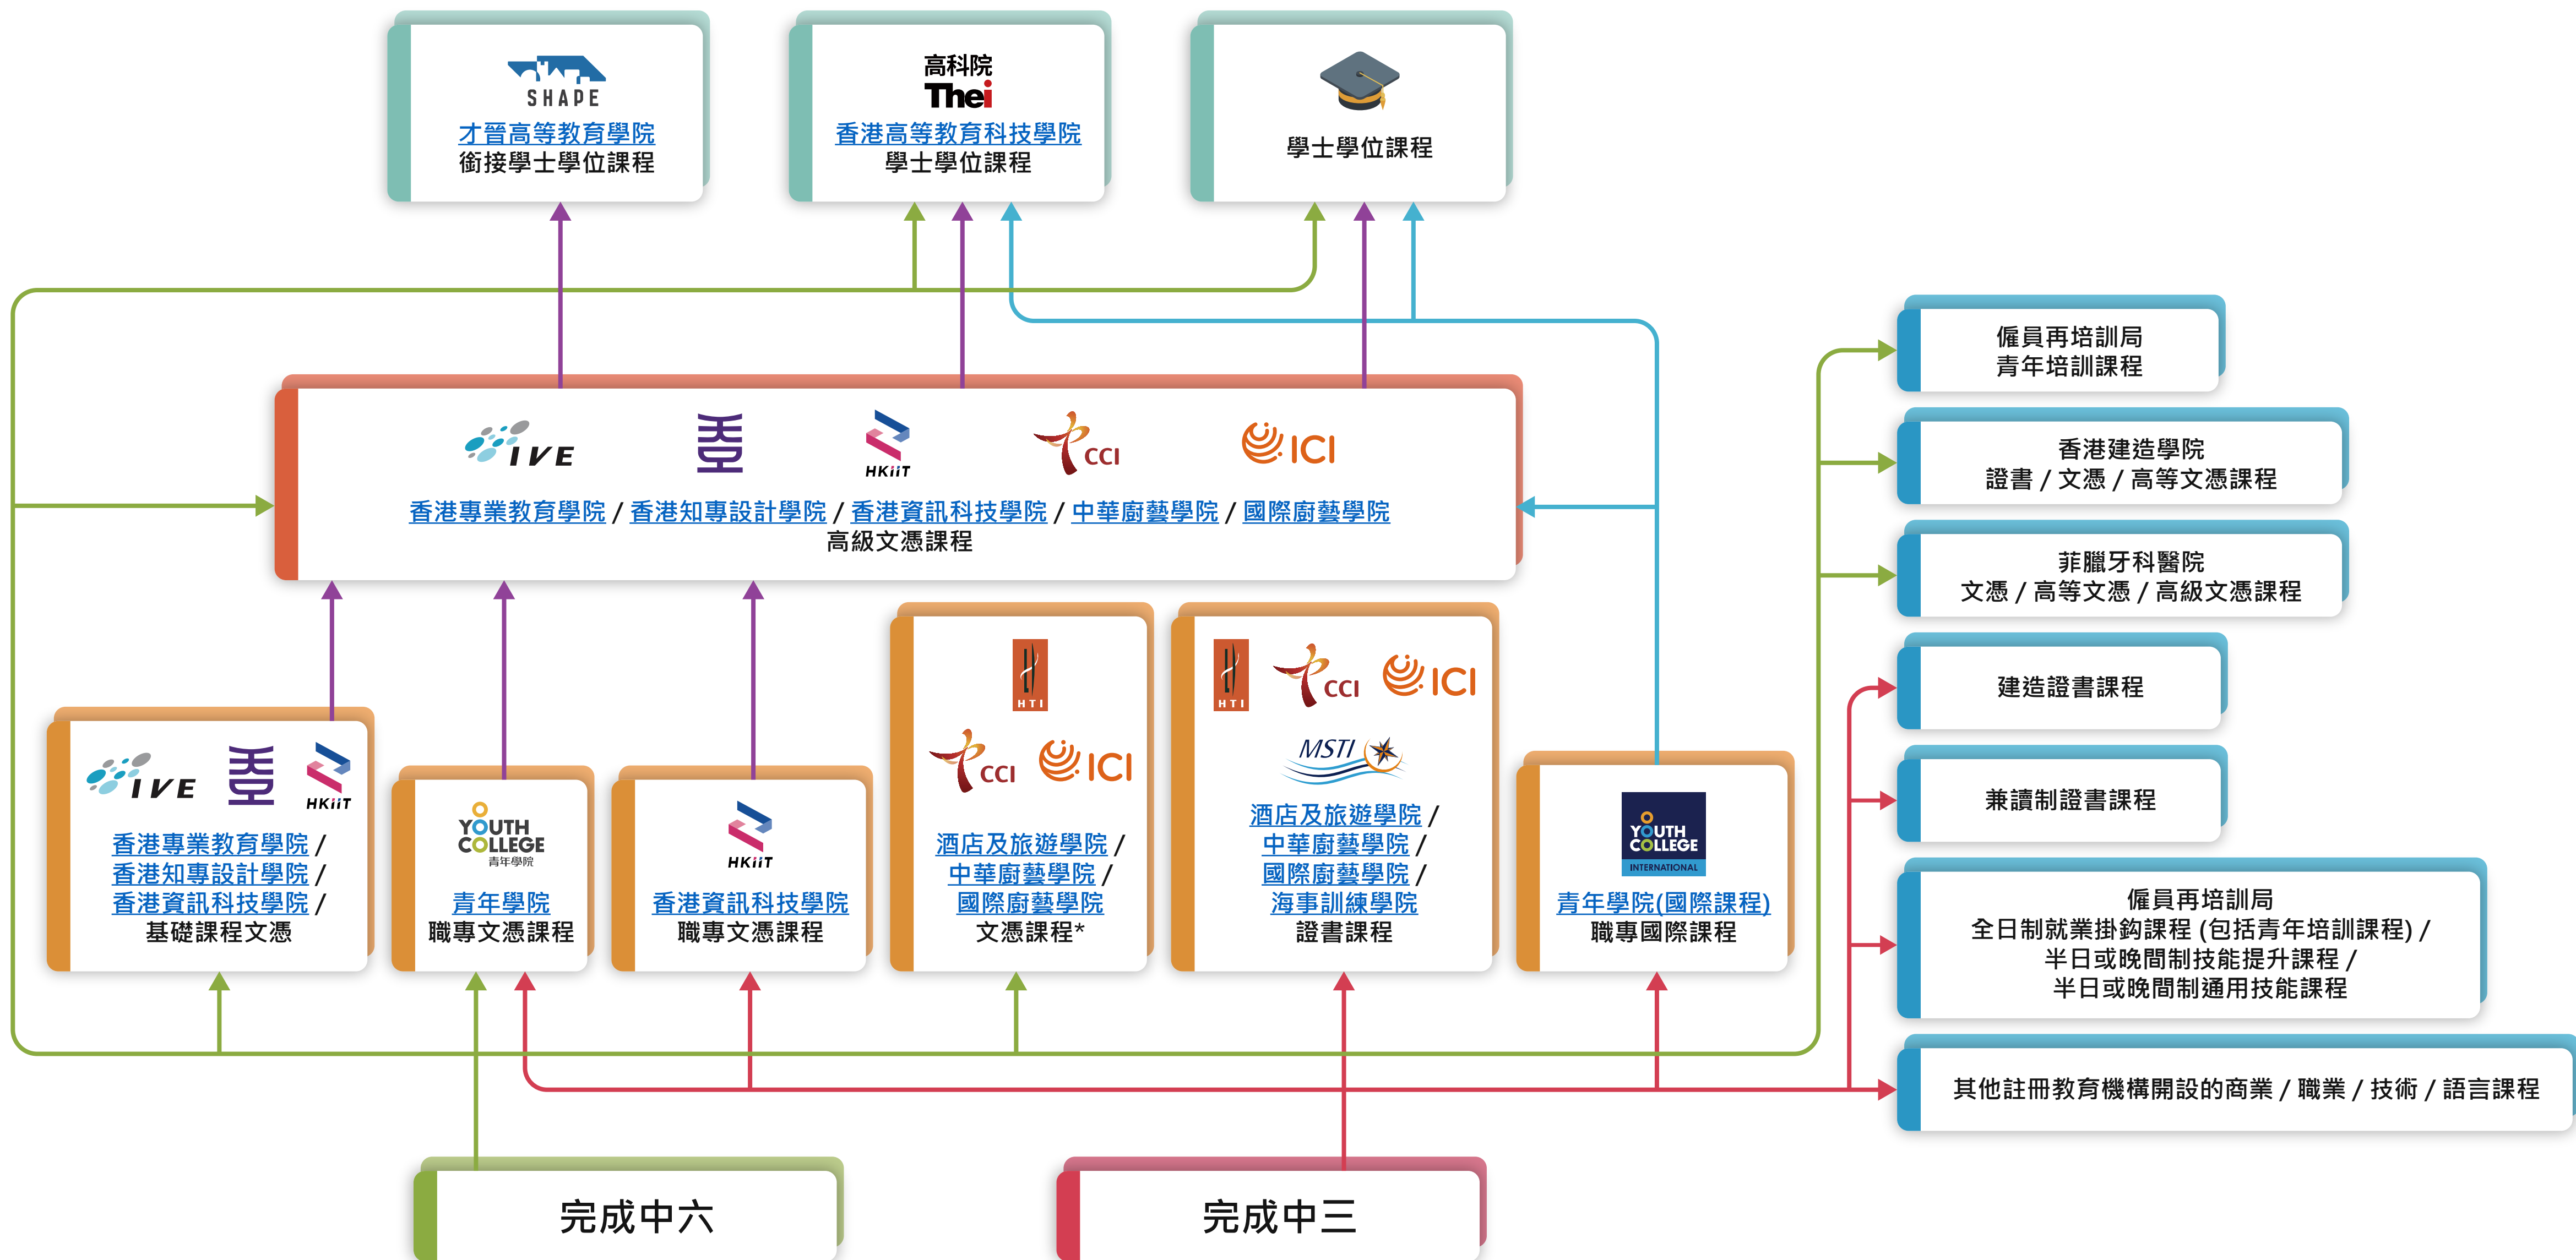 SHAPE
才晉高等教育學院
銜接學士學位課程
高科院
Thei
香港高等教育科技學院
學士學位課程
學士學位課程
僱員再培訓局
青年培訓課程
香港建造學院
證書 / 文憑 / 高等文憑課程
菲臘牙科醫院
文憑 / 高等文憑 / 高級文憑課程
建造證書課程
兼讀制證書課程
僱員再培訓局
全日制就業掛鈎課程 (包括青年培訓課程) /
半日或晚間制技能提升課程 /
半日或晚間制通用技能課程
其他註冊教育機構開設的商業 / 職業 / 技術 / 語言課程
IVE
HKiiT
CCI
ICI
香港專業教育學院 / 香港知專設計學院 / 香港資訊科技學院 / 中華廚藝學院 / 國際廚藝學院
高級文憑課程
IVE
HKiiT
香港專業教育學院 /
香港知專設計學院 /
香港資訊科技學院 /
基礎課程文憑
YOUTH
COLLEGE
青年學院
青年學院
職專文憑課程
HKiiT
香港資訊科技學院
職專文憑課程
HTI
CCI
ICI
酒店及旅遊學院 /
中華廚藝學院 /
國際廚藝學院
文憑課程*
HTI
CCI
ICI
MSTI
酒店及旅遊學院 /
中華廚藝學院 /
國際廚藝學院 /
海事訓練學院
證書課程
YOUTH
COLLEGE
INTERNATIONAL
青年學院(國際課程)
職專國際課程
完成中六
完成中三